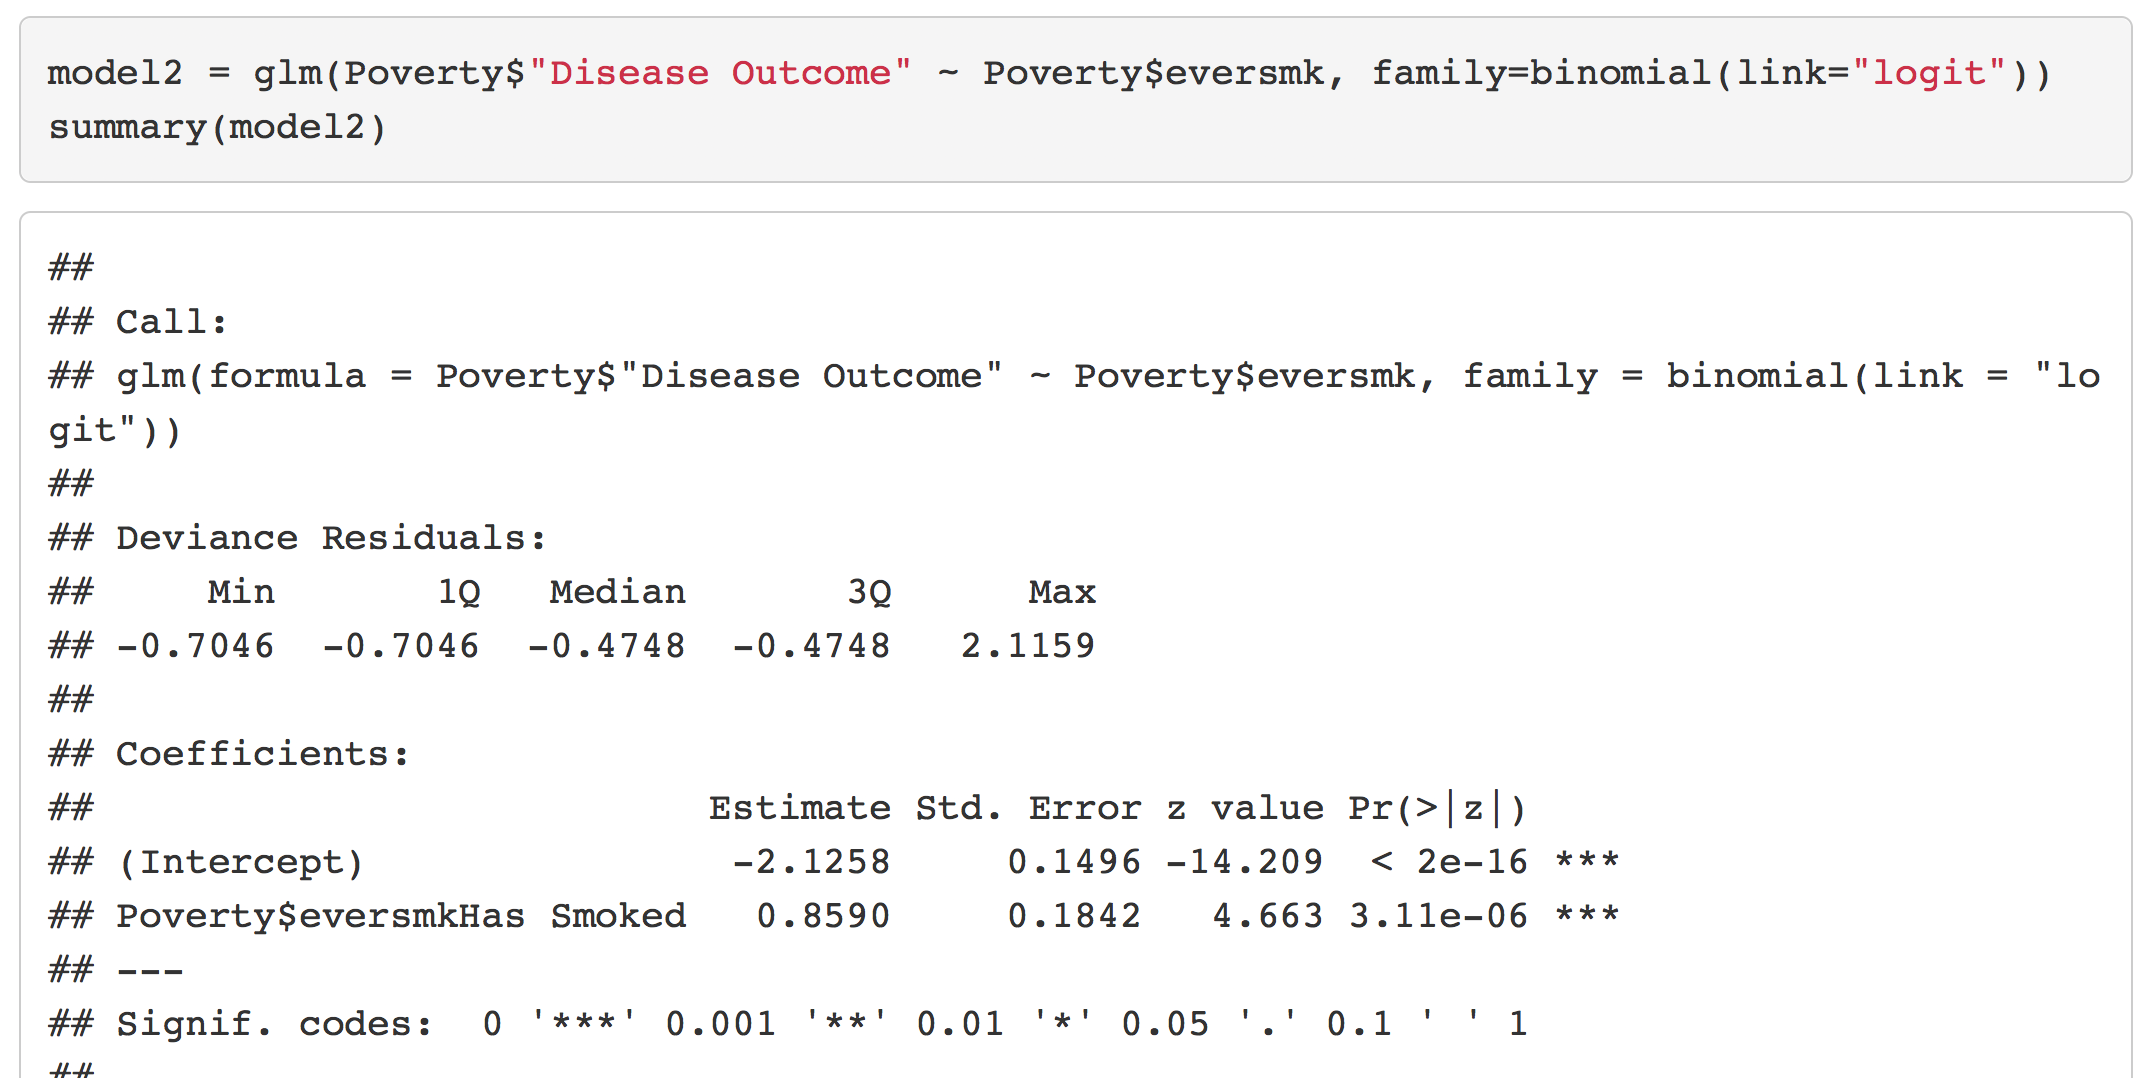 model2 = glm(Poverty$"Disease Outcome" ~ Poverty$eversmk, family=binomial(link="logit"))
summary(model2)
##
## Call:
## glm(formula = Poverty$"Disease Outcome" ~ Poverty$eversmk, family = binomial(link = "lo
git"))
##
## Deviance Residuals:
##     Min       1Q   Median       3Q      Max
## -0.7046  -0.7046  -0.4748  -0.4748   2.1159
##
## Coefficients:
##                           Estimate Std. Error z value Pr(>|z|)
## (Intercept)                -2.1258     0.1496 -14.209  < 2e-16 ***
## Poverty$eversmkHas Smoked   0.8590     0.1842   4.663 3.11e-06 ***
## ---
## Signif. codes:  0 '***' 0.001 '**' 0.01 '*' 0.05 '.' 0.1 ' ' 1
##